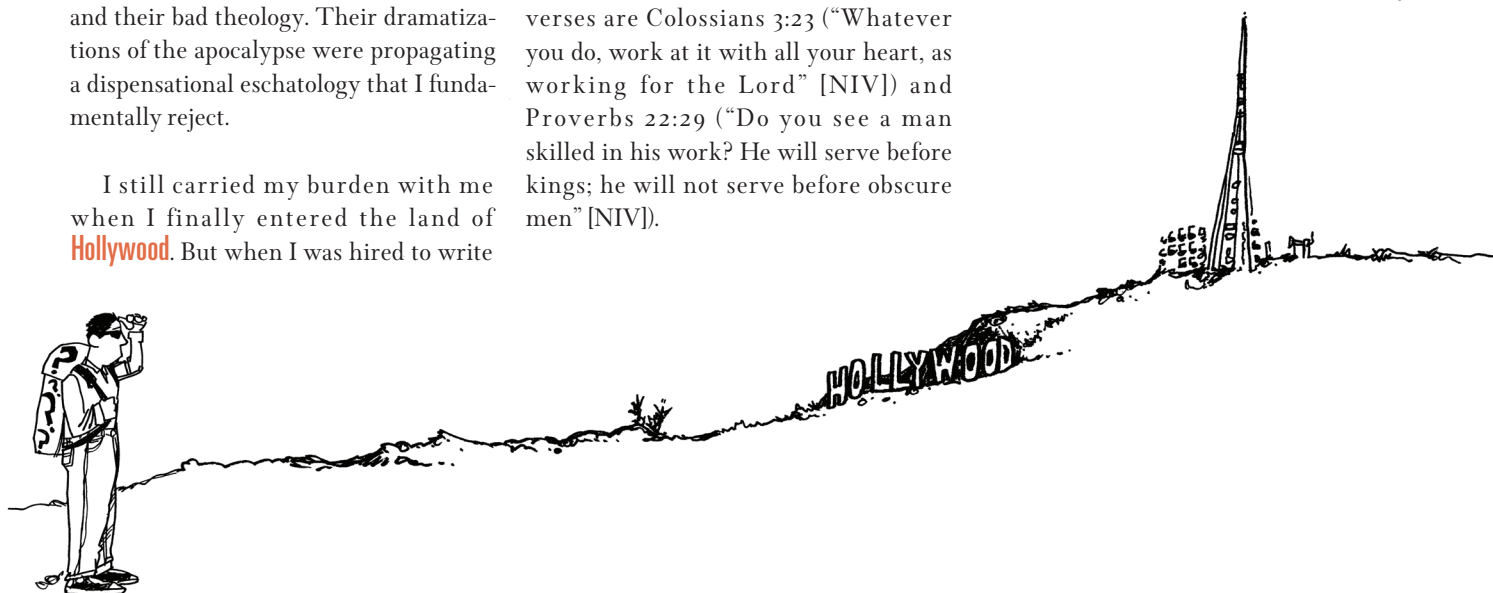 and their bad theology. Their dramatiza-
tions of the apocalypse were propagating
a dispensational eschatology that I funda-
mentally reject.
I still carried my burden with me
when I finally entered the land of
Hollywood. But when I was hired to write
verses are Colossians 3:23 (“Whatever
you do, work at it with all your heart, as
working for the Lord” [NIV]) and
Proverbs 22:29 (“Do you see a man
skilled in his work? He will serve before
kings; he will not serve before obscure
men” [NIV]).
HOLLYWOOD
?
?
?
?